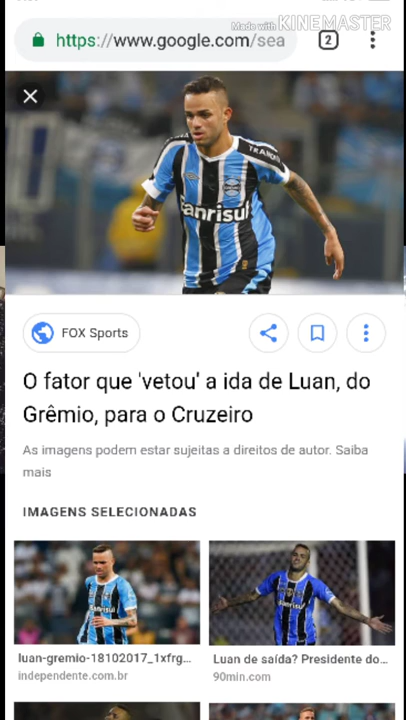 Made with KINEMASTER
https://www.google.com/sea
2
TRAMONT
Banrisul
FOX Sports
O fator que 'vetou' a ida de Luan, do
Grêmio, para o Cruzeiro
As imagens podem estar sujeitas a direitos de autor. Saiba
mais
IMAGENS SELECIONADAS
luan-gremio-18102017_1xfrg...
Luan de saída? Presidente do...
independente.com.br
90min.com